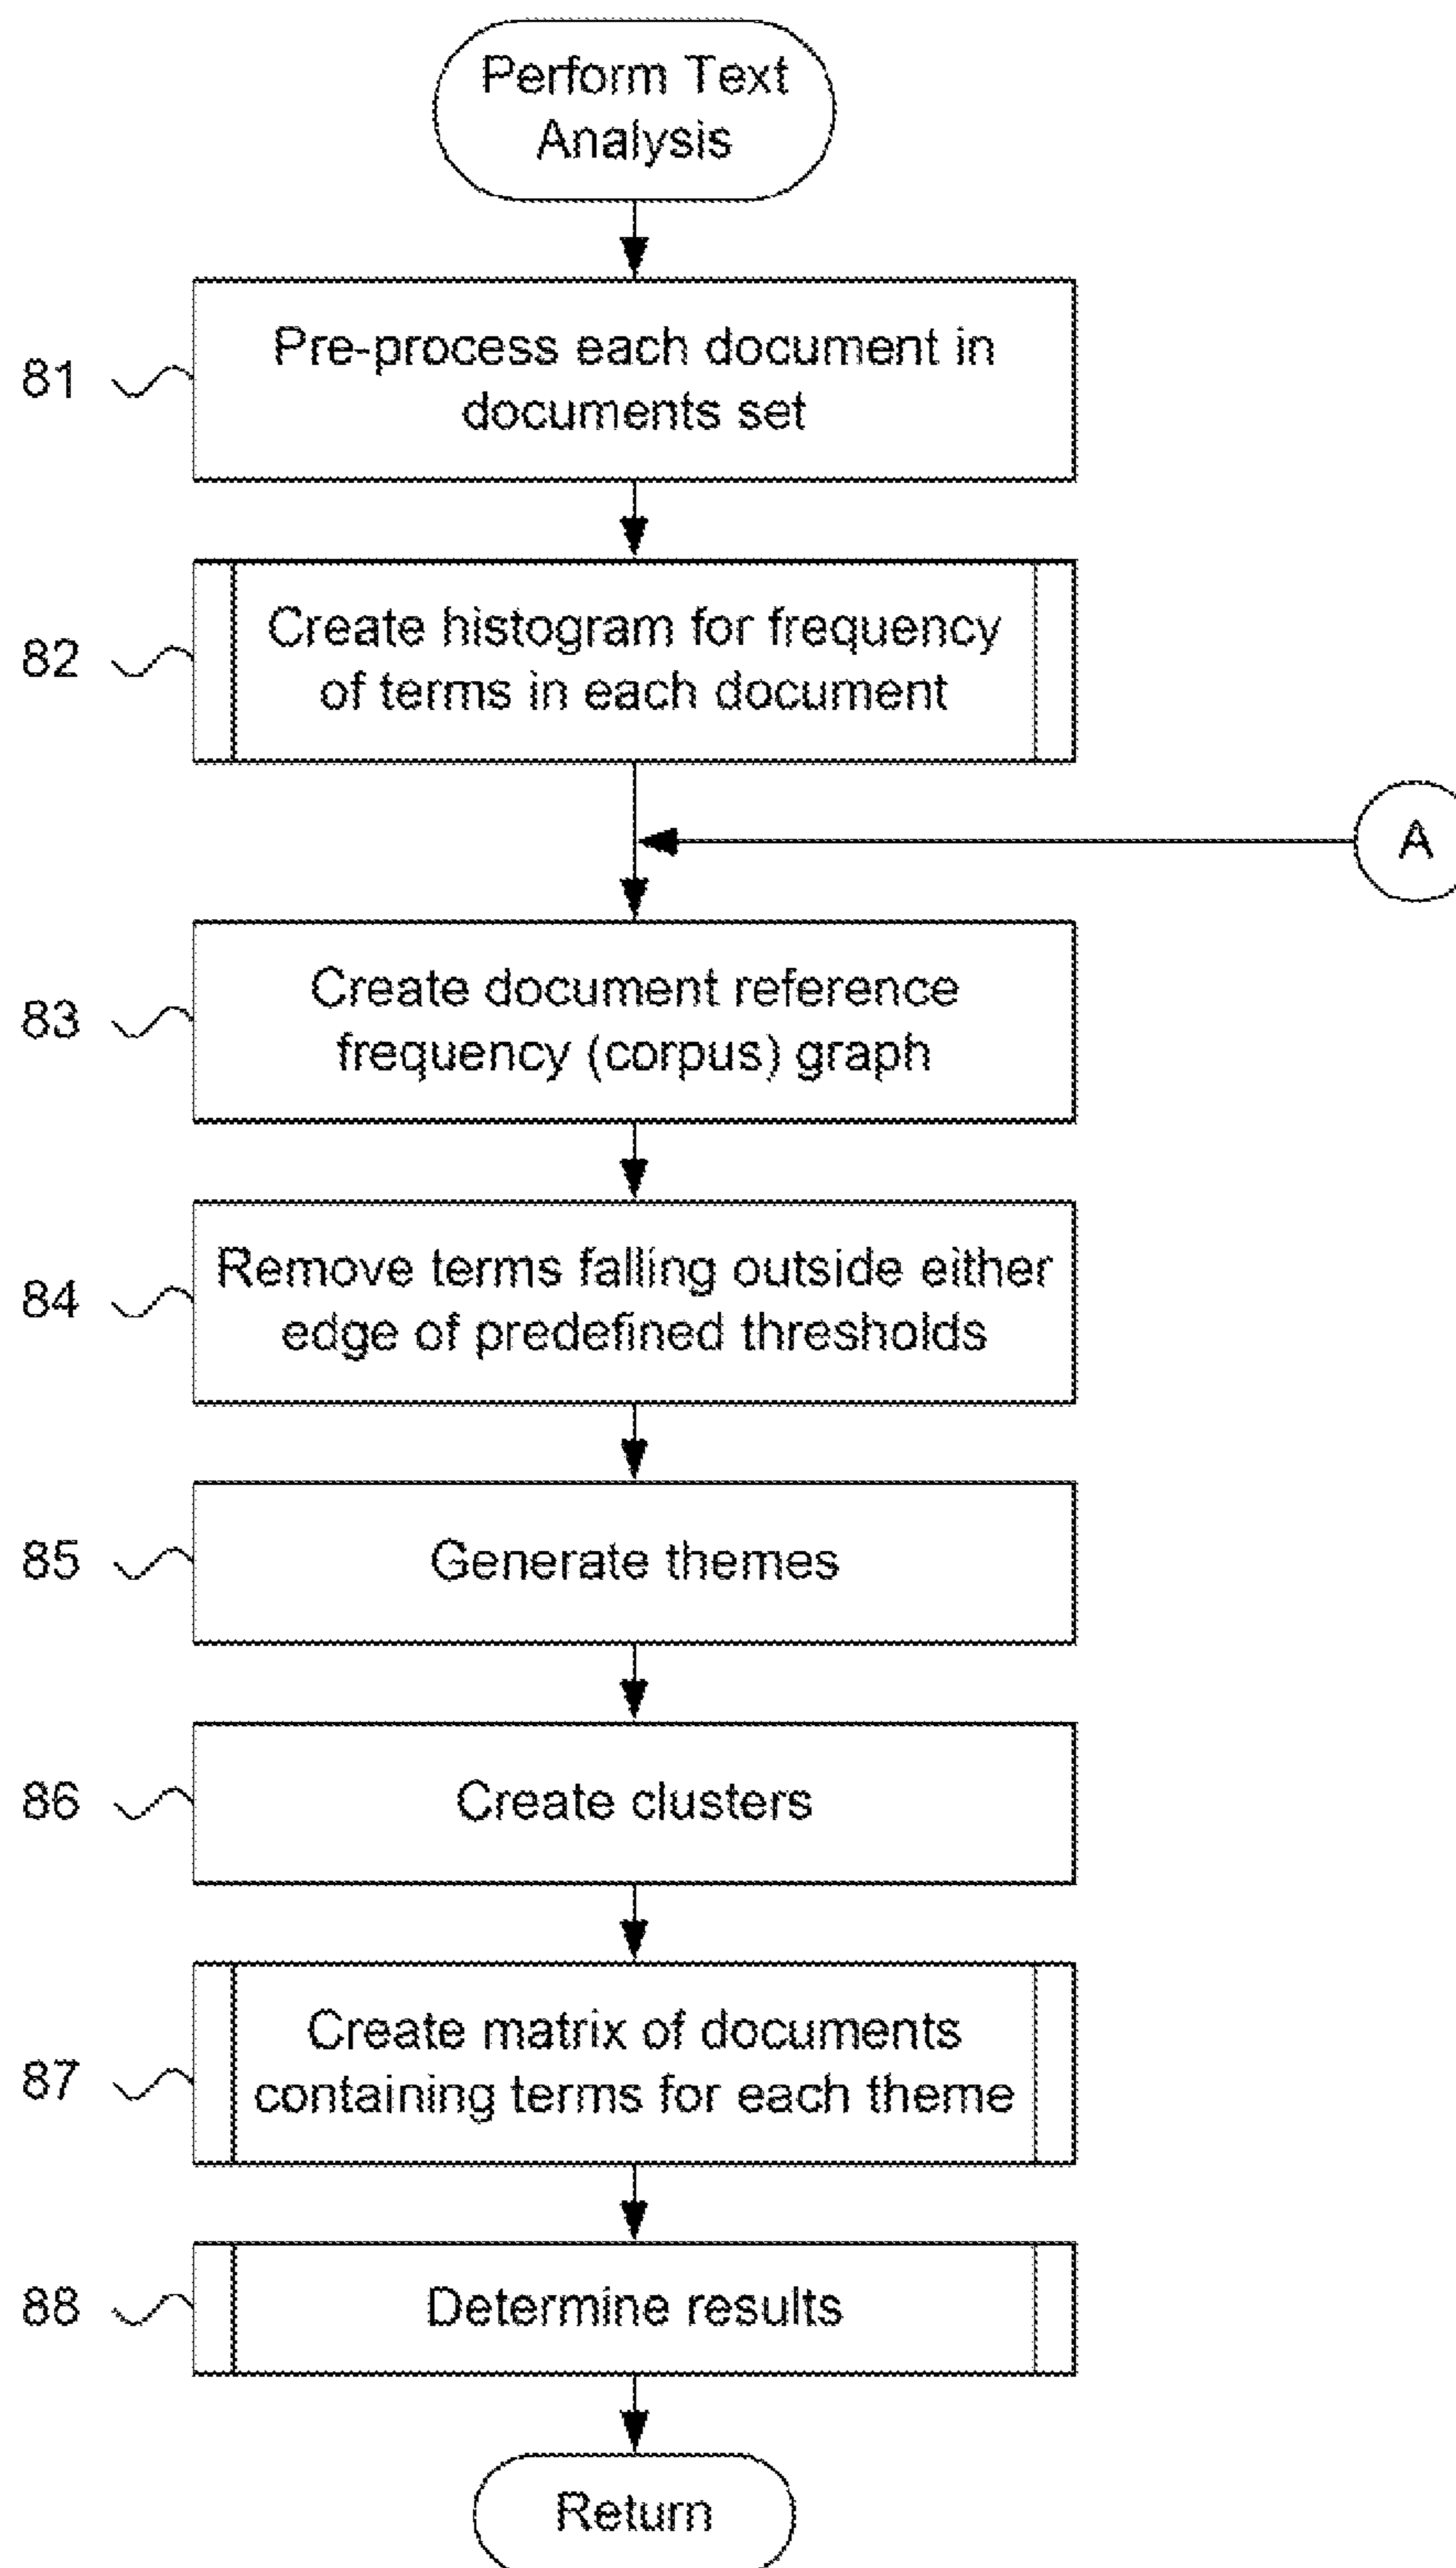 Perform Text
Analysis
81
Pre-process each document in
documents set
82
Create histogram for frequency
of terms in each document
A
83
Create document reference
frequency (corpus) graph
84
Remove terms falling outside either
edge of predefined thresholds
85
Generate themes
86
Create clusters
87
Create matrix of documents
containing terms for each theme
88
Determine results
Return